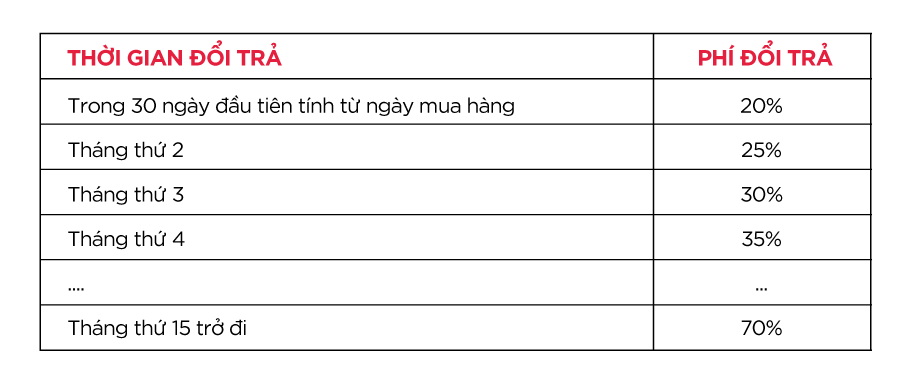 THỜI GIAN ĐỔI TRẢ PHÍ ĐỔI TRẢ
Trong 30 ngày đầu tiên tính từ ngày mua hàng 20%
Tháng thứ 2 25%
Tháng thứ 3 30%
Tháng thứ 4 35%
.... ...
Tháng thứ 15 trở đi 70%